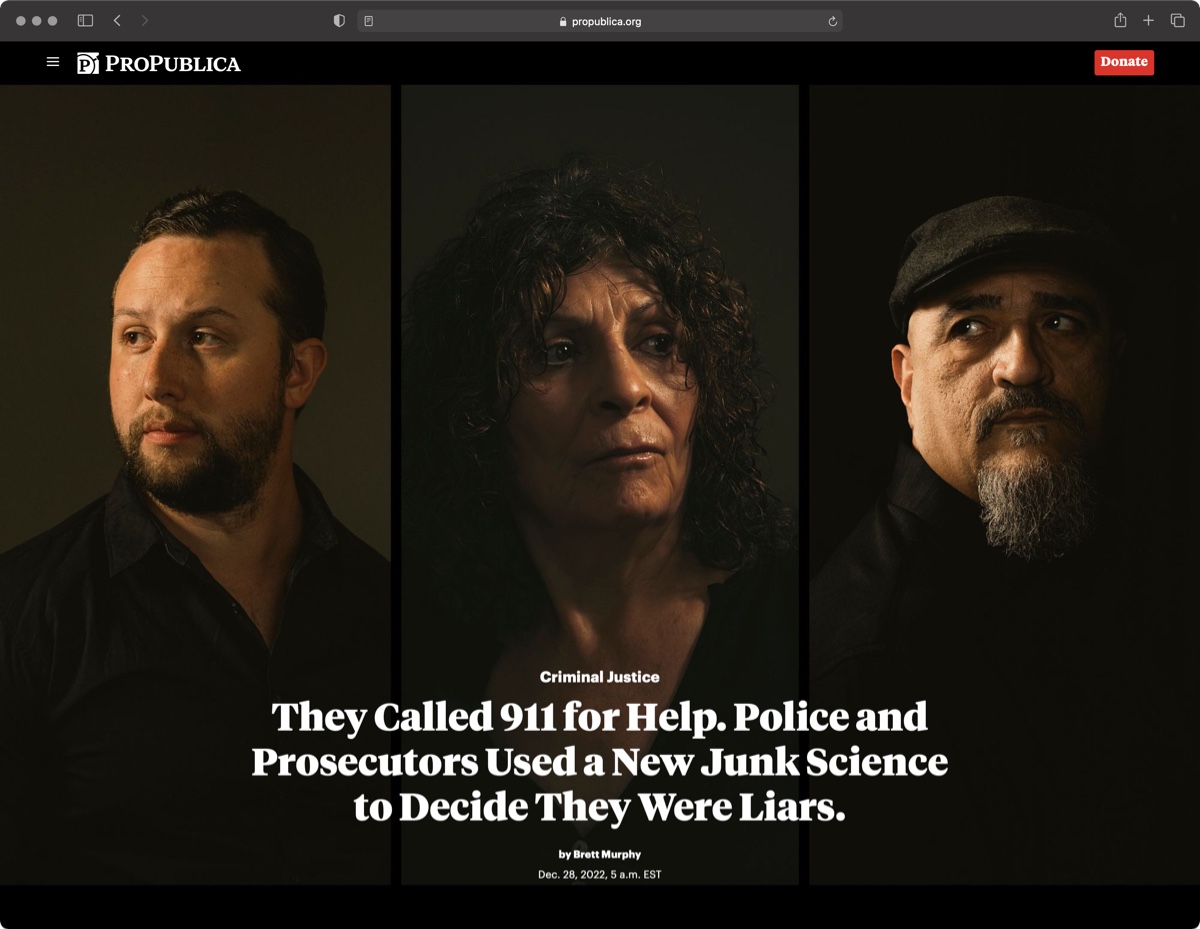 propublica.org
PROPUBLICA
Donate
Criminal Justice
They Called 911 for Help. Police and
Prosecutors Used a New Junk Science
to Decide They Were Liars.
by Brett Murphy
Dec. 28, 2022, 5 a.m. EST